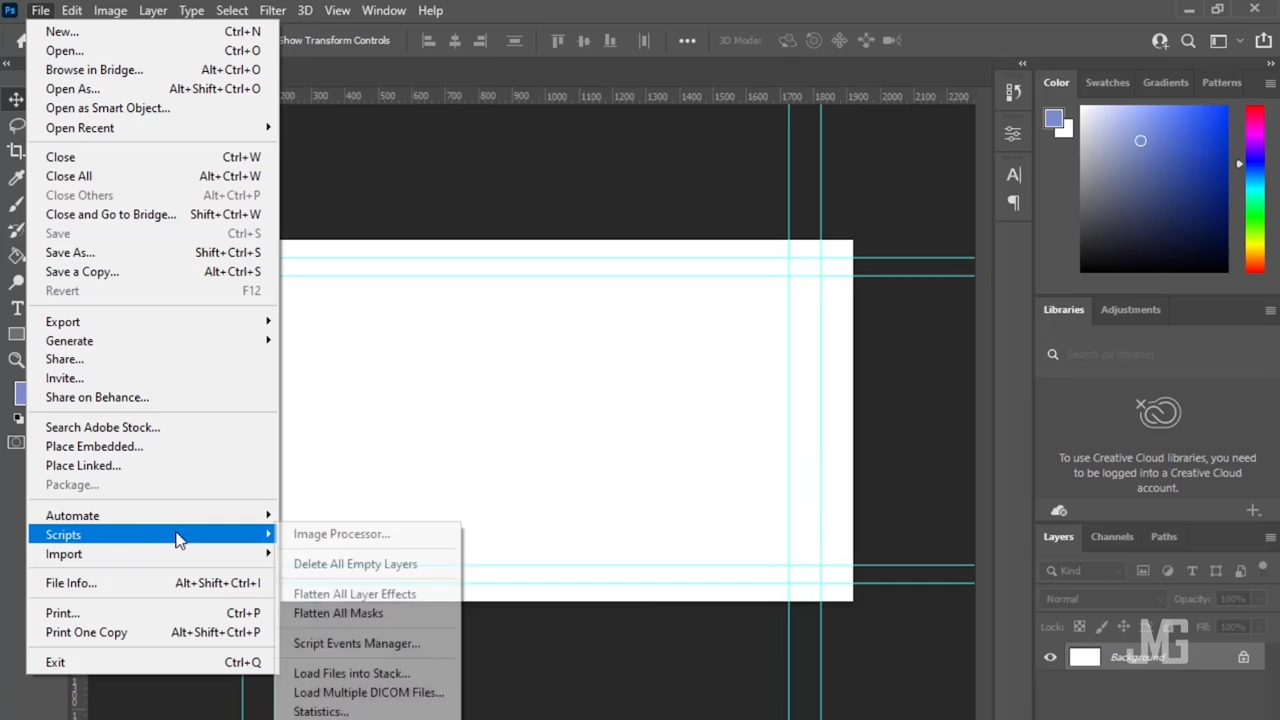 Ps File Edit Image Layer Type Select Filter 3D View Window Help
New... Ctrl+N
Open... Ctrl+O
Browse in Bridge... Alt+Ctrl+O
Open As... Alt+Shift+Ctrl+O
Open as Smart Object...
Open Recent
Close Ctrl+W
Close All Alt+Ctrl+W
Close Others Alt+Ctrl+P
Close and Go to Bridge... Shift+Ctrl+W
Save Ctrl+S
Save As... Shift+Ctrl+S
Save a Copy... Alt+Ctrl+S
Revert F12
Export
Generate
Share...
Invite...
Share on Behance...
Search Adobe Stock...
Place Embedded...
Place Linked...
Package...
Automate
Scripts
Import
File Info... Alt+Shift+Ctrl+I
Print... Ctrl+P
Print One Copy Alt+Shift+Ctrl+P
Exit Ctrl+Q
Image Processor...
Delete All Empty Layers
Flatten All Layer Effects
Flatten All Masks
Script Events Manager...
Load Files into Stack...
Load Multiple DICOM Files...
Statistics...
Show Transform Controls
3D Mode:
200 300 400 500 600 700 800 900 1000 1100 1200 1300 1400 1500 1600 1700 1800 1900 2000 2100 2200
Color Swatches Gradients Patterns
Libraries Adjustments
Search all libraries
To use Creative Cloud libraries, you need
to be logged into a Creative Cloud
account.
Layers Channels Paths
Kind
Normal Opacity: 100%
Lock: Fill: 100%
Background
JMG